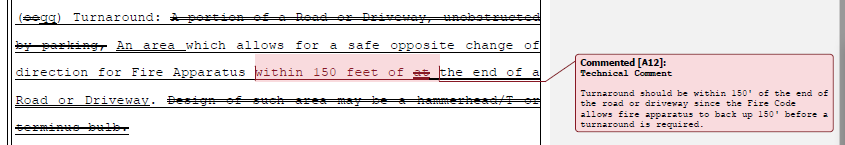 (ooqq) Turnaround: A portion of a Road or Driveway, unobstructed
by parking, An area which allows for a safe opposite change of
direction for Fire Apparatus within 150 feet of at the end of a
Road or Driveway. Design of such area may be a hammerhead/T or
terminus bulb.
Commented [A12]:
Technical Comment
Turnaround should be within 150' of the end of
the road or driveway since the Fire Code
allows fire apparatus to back up 150' before a
turnaround is required.